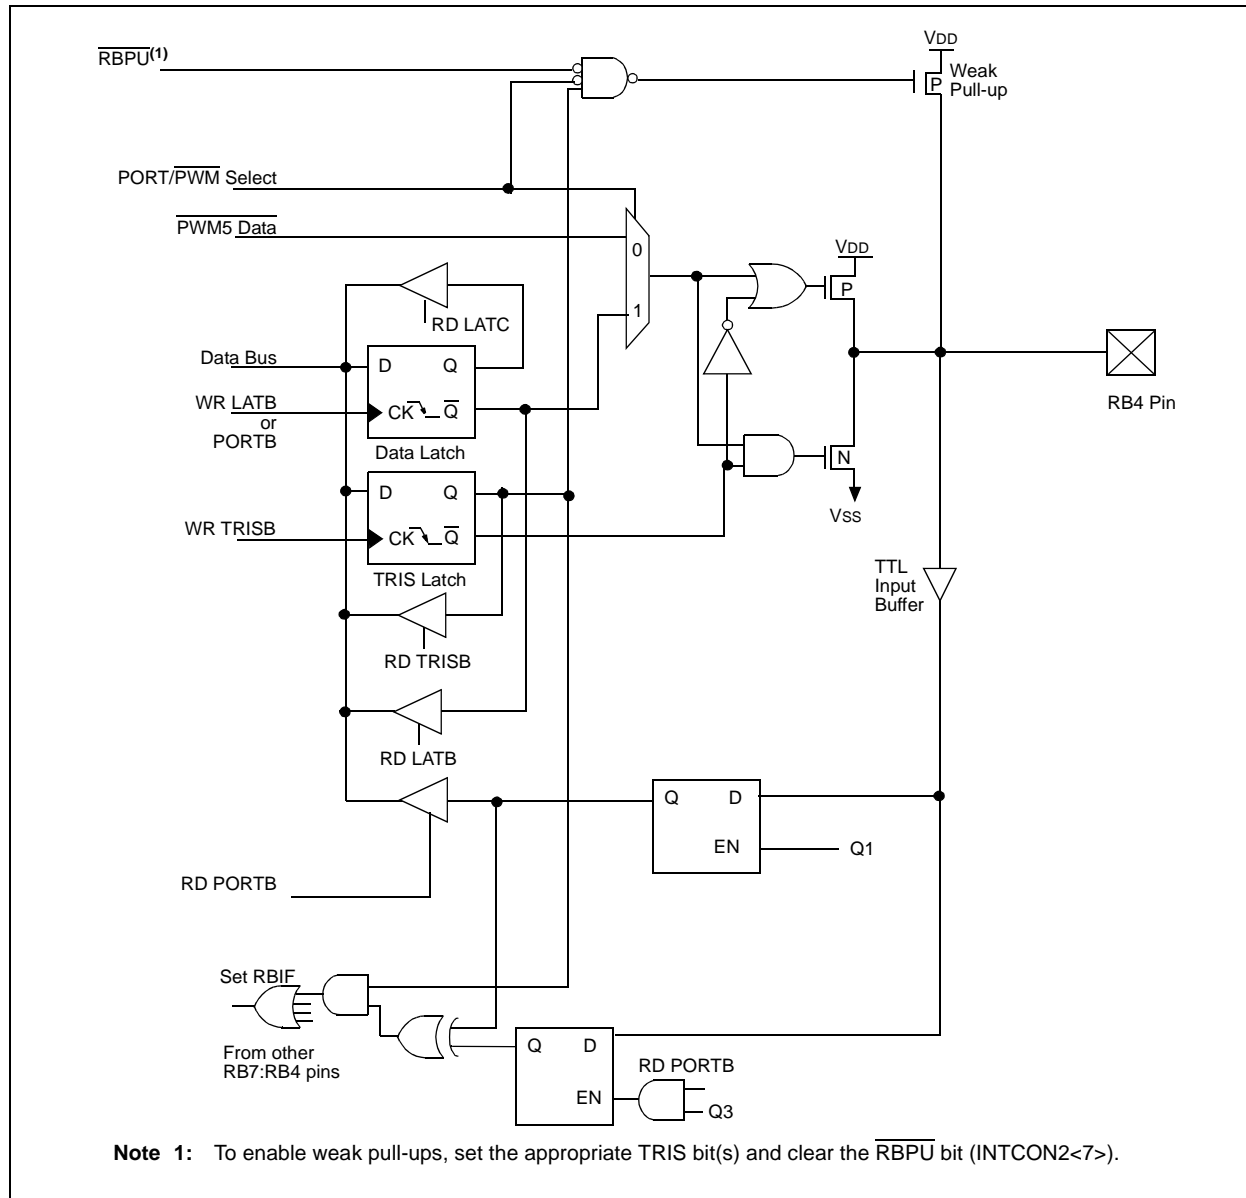 VDD
RBPU(1)
Weak
Pull-up
P
PORT/PWM Select
PWM5 Data
0
VDD
P
1
RD LATC
Data Bus
D Q
WR LATB
or
PORTB
CK Q
Data Latch
RB4 Pin
N
D Q
VSS
WR TRISB
CK Q
TRIS Latch
TTL
Input
Buffer
RD TRISB
RD LATB
Q D
EN
Q1
RD PORTB
Set RBIF
From other
RB7:RB4 pins
Q D
EN
RD PORTB
Q3
Note 1: To enable weak pull-ups, set the appropriate TRIS bit(s) and clear the RBPU bit (INTCON2<7>).